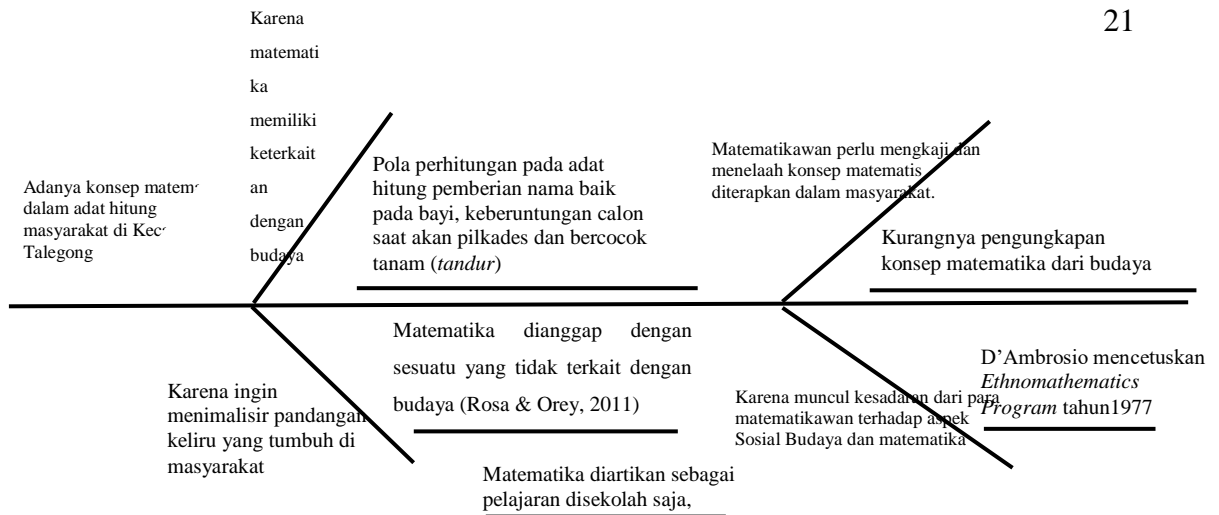 21
Karena
matemati
ka
memiliki
keterkait
an
dengan
budaya
Adanya konsep
dalam adat hitung
masyarakat di
Talegong
Pola perhitungan pada adat
hitung pemberian nama baik
pada bayi, keberuntungan calon
saat akan pilkades dan bercocok
tanam (tandur)
Matematikawan perlu mengkaji dan
menelaah konsep matematis
diterapkan dalam masyarakat.
Kurangnya pengungkapan
konsep matematika dari budaya
Karena ingin
menimalisir pandangan
keliru yang tumbuh di
masyarakat
Matematika dianggap dengan
sesuatu yang tidak terkait dengan
budaya (Rosa & Orey, 2011)
Matematika diartikan sebagai
pelajaran disekolah saja,
Karena muncul kesadaran dari para
matematikawan terhadap aspek
Sosial Budaya dan matematika
D’Ambrosio mencetuskan
Ethnomathematics
Program tahun1977